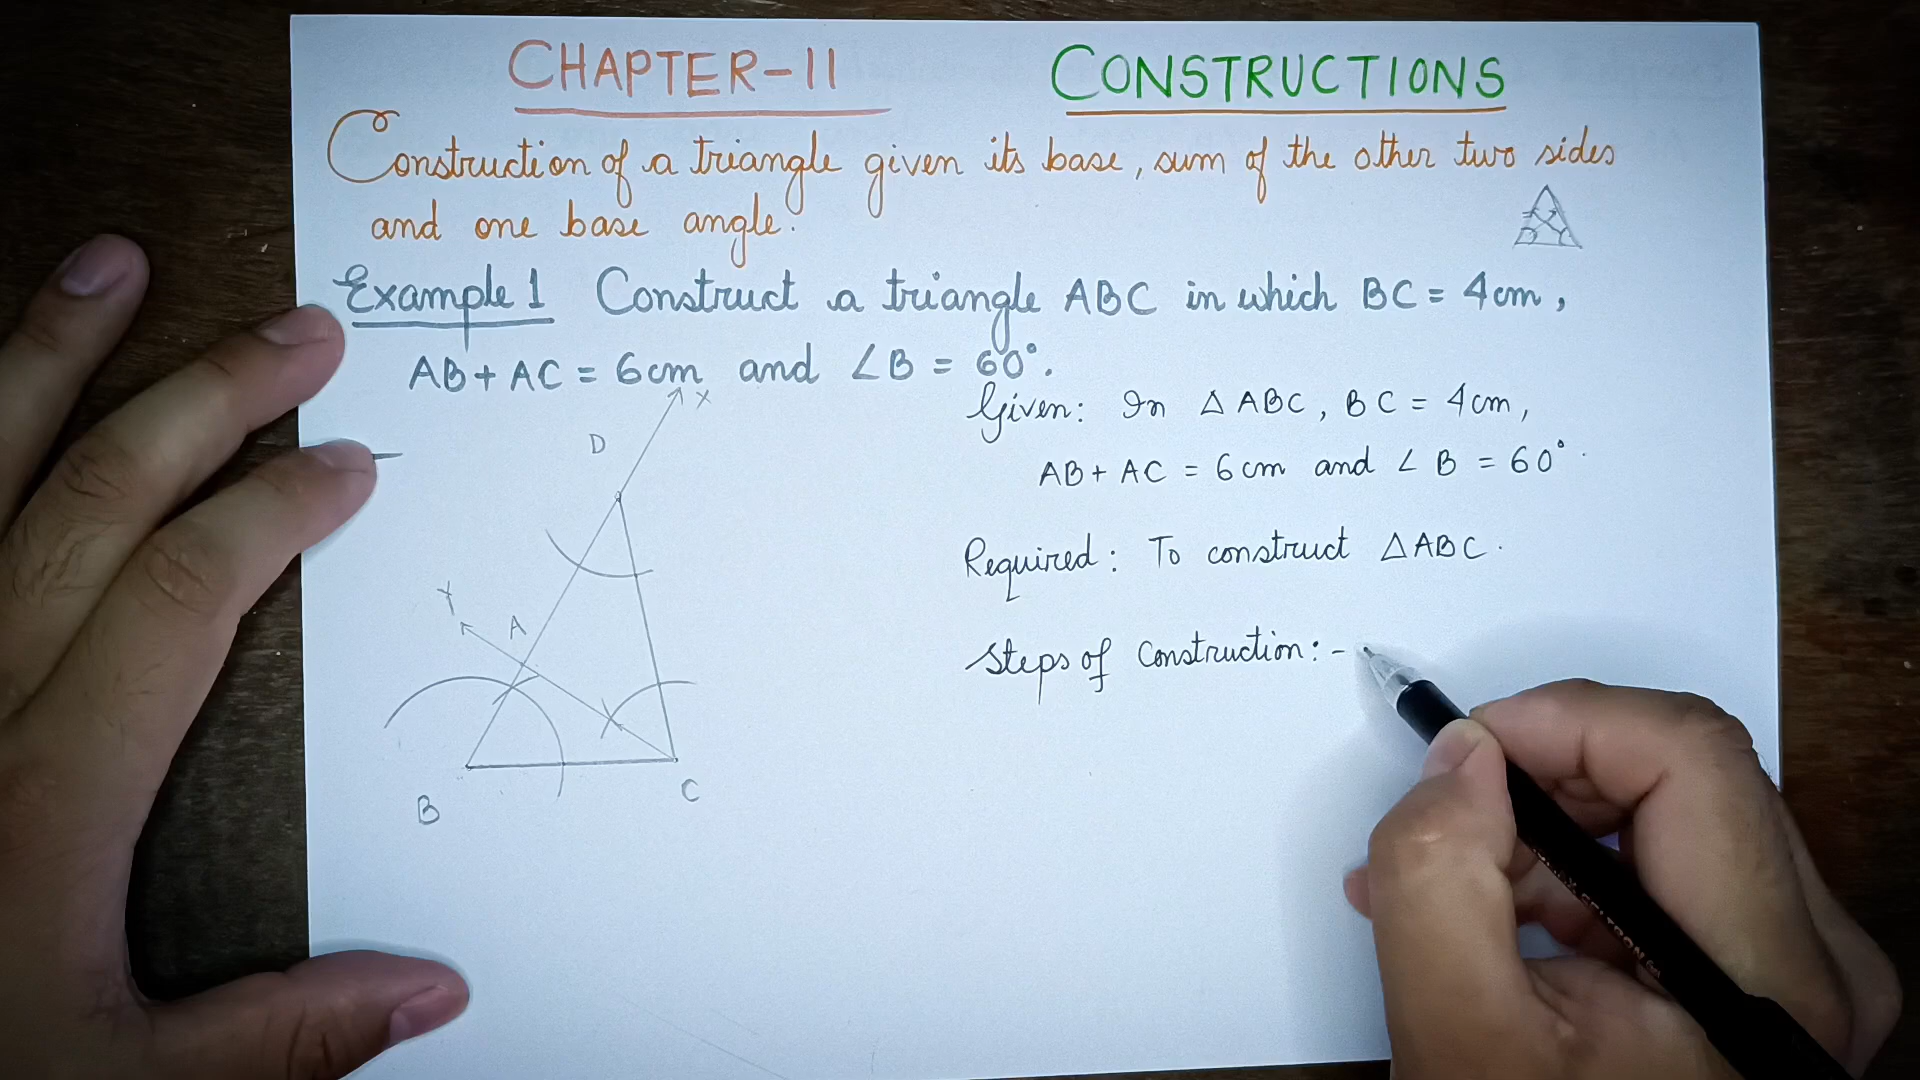 CHAPTER-11 CONSTRUCTIONS
Construction of a triangle given its base, sum of the other two sides
and one base angle.
Example 1 Construct a triangle ABC in which BC = 4cm,
AB + AC = 6cm and ∠B = 60°.
Given: In △ ABC, BC = 4cm,
AB + AC = 6cm and ∠ B = 60°.
Required: To construct △ABC.
Steps of Construction: -
X
D
Y
A
B
C